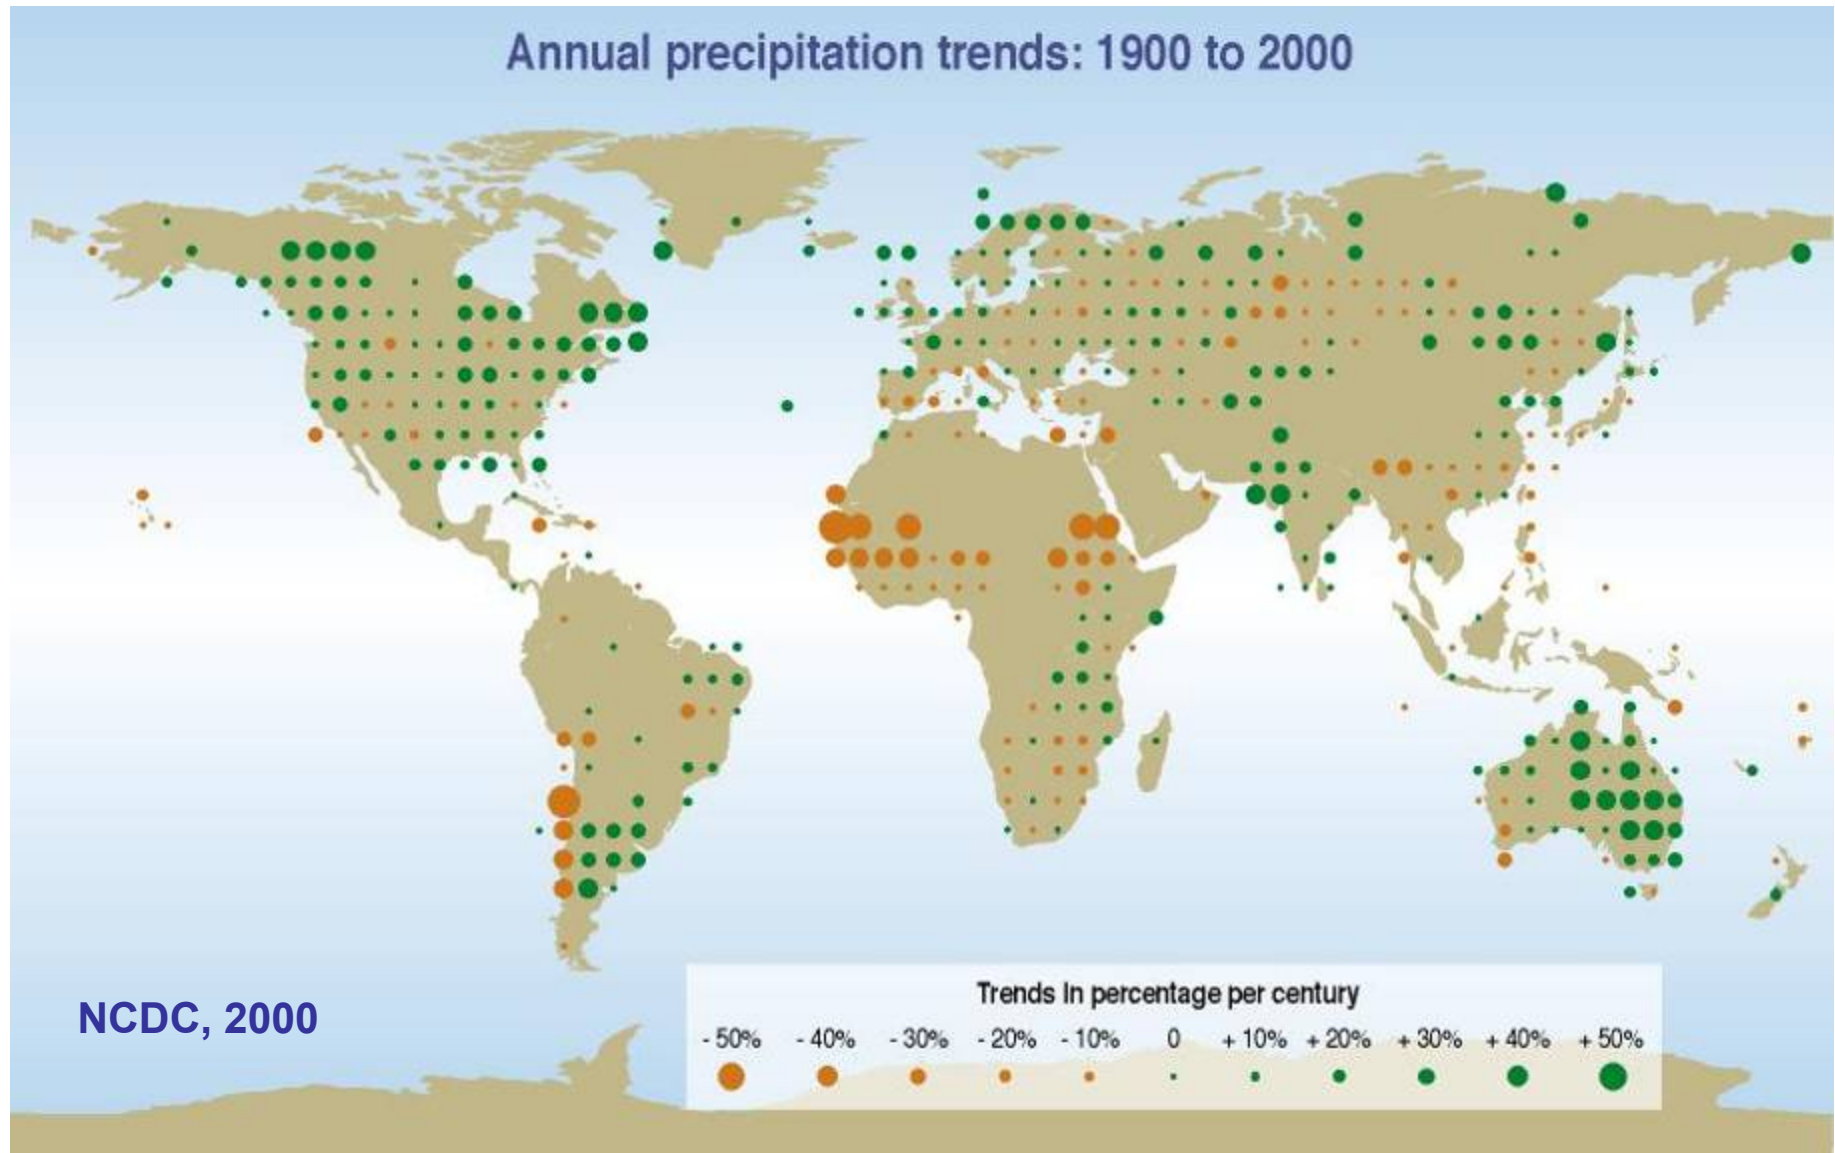 Annual precipitation trends: 1900 to 2000
NCDC, 2000
Trends In percentage per century
- 50% - 40% - 30% - 20% - 10% 0 + 10% + 20% + 30% + 40% + 50%